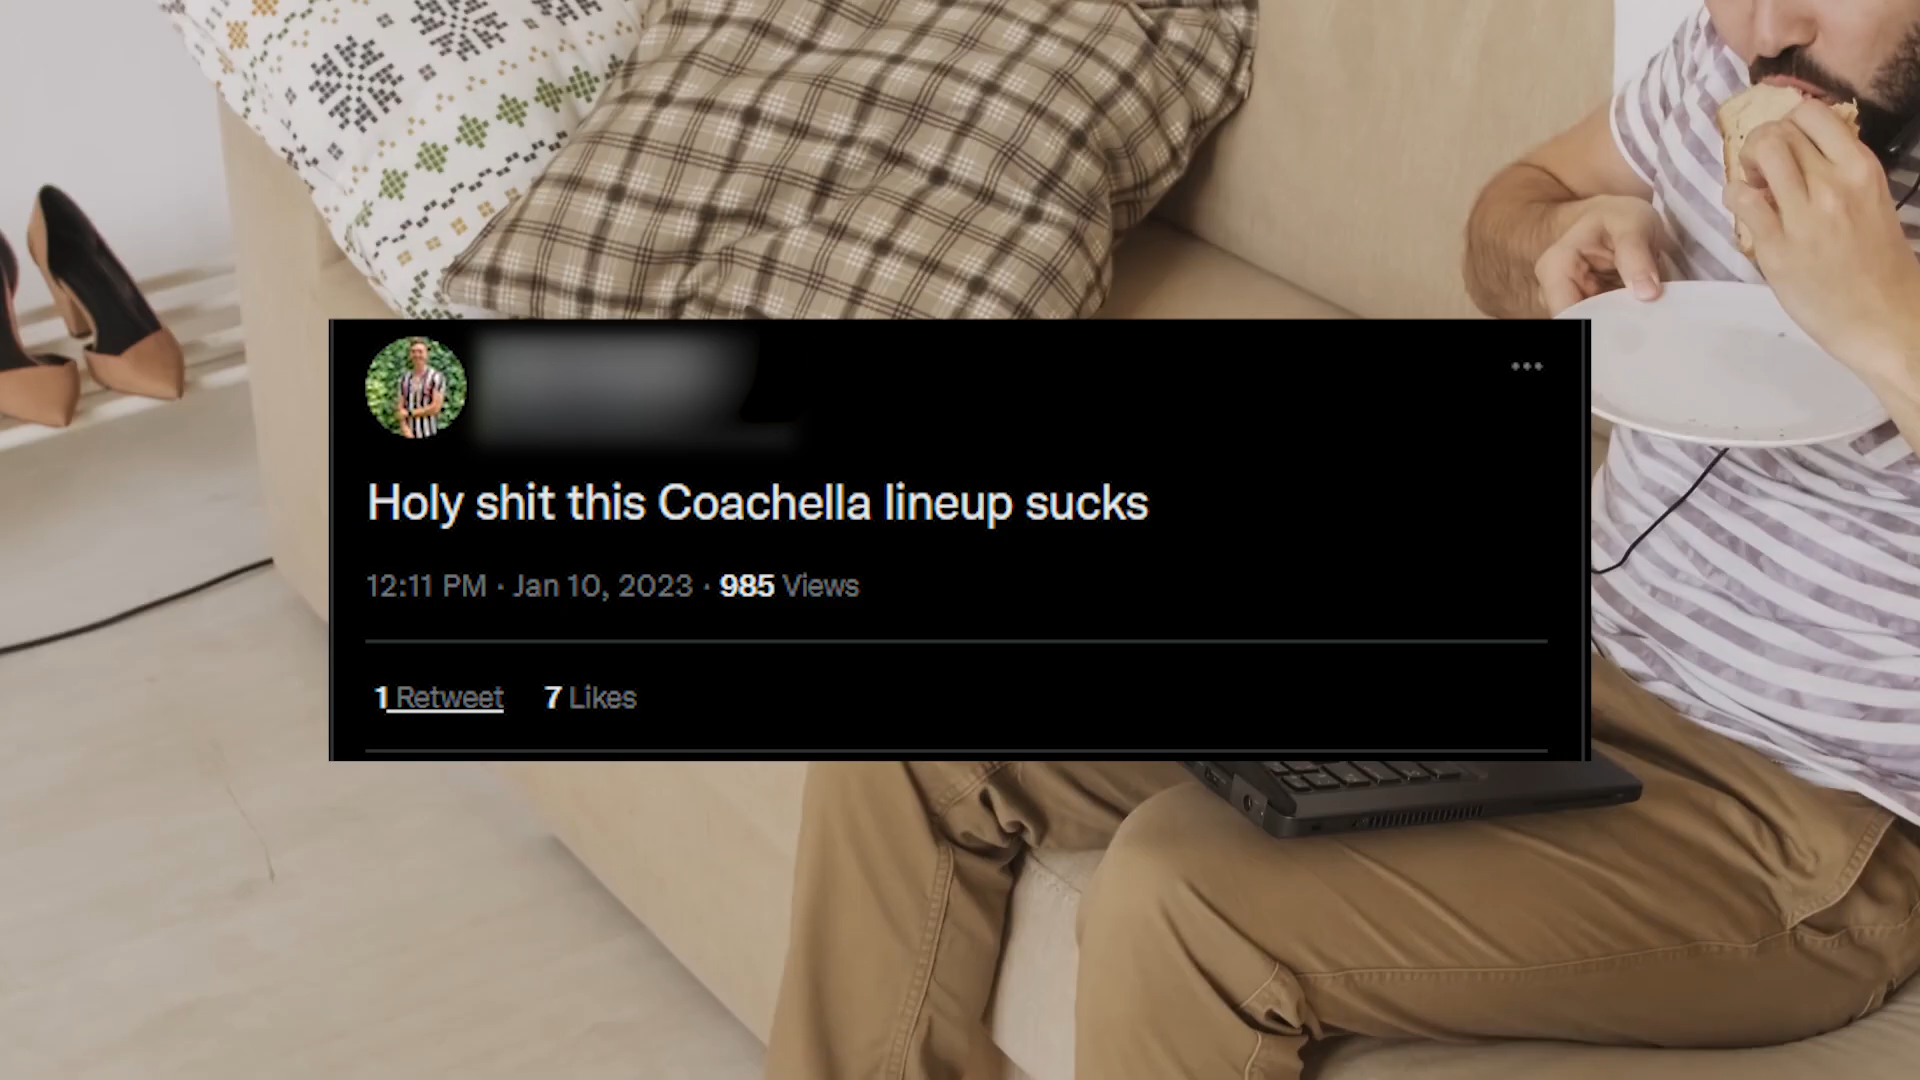 Holy shit this Coachella lineup sucks
12:11 PM · Jan 10, 2023 · 985 Views
1 Retweet 7 Likes